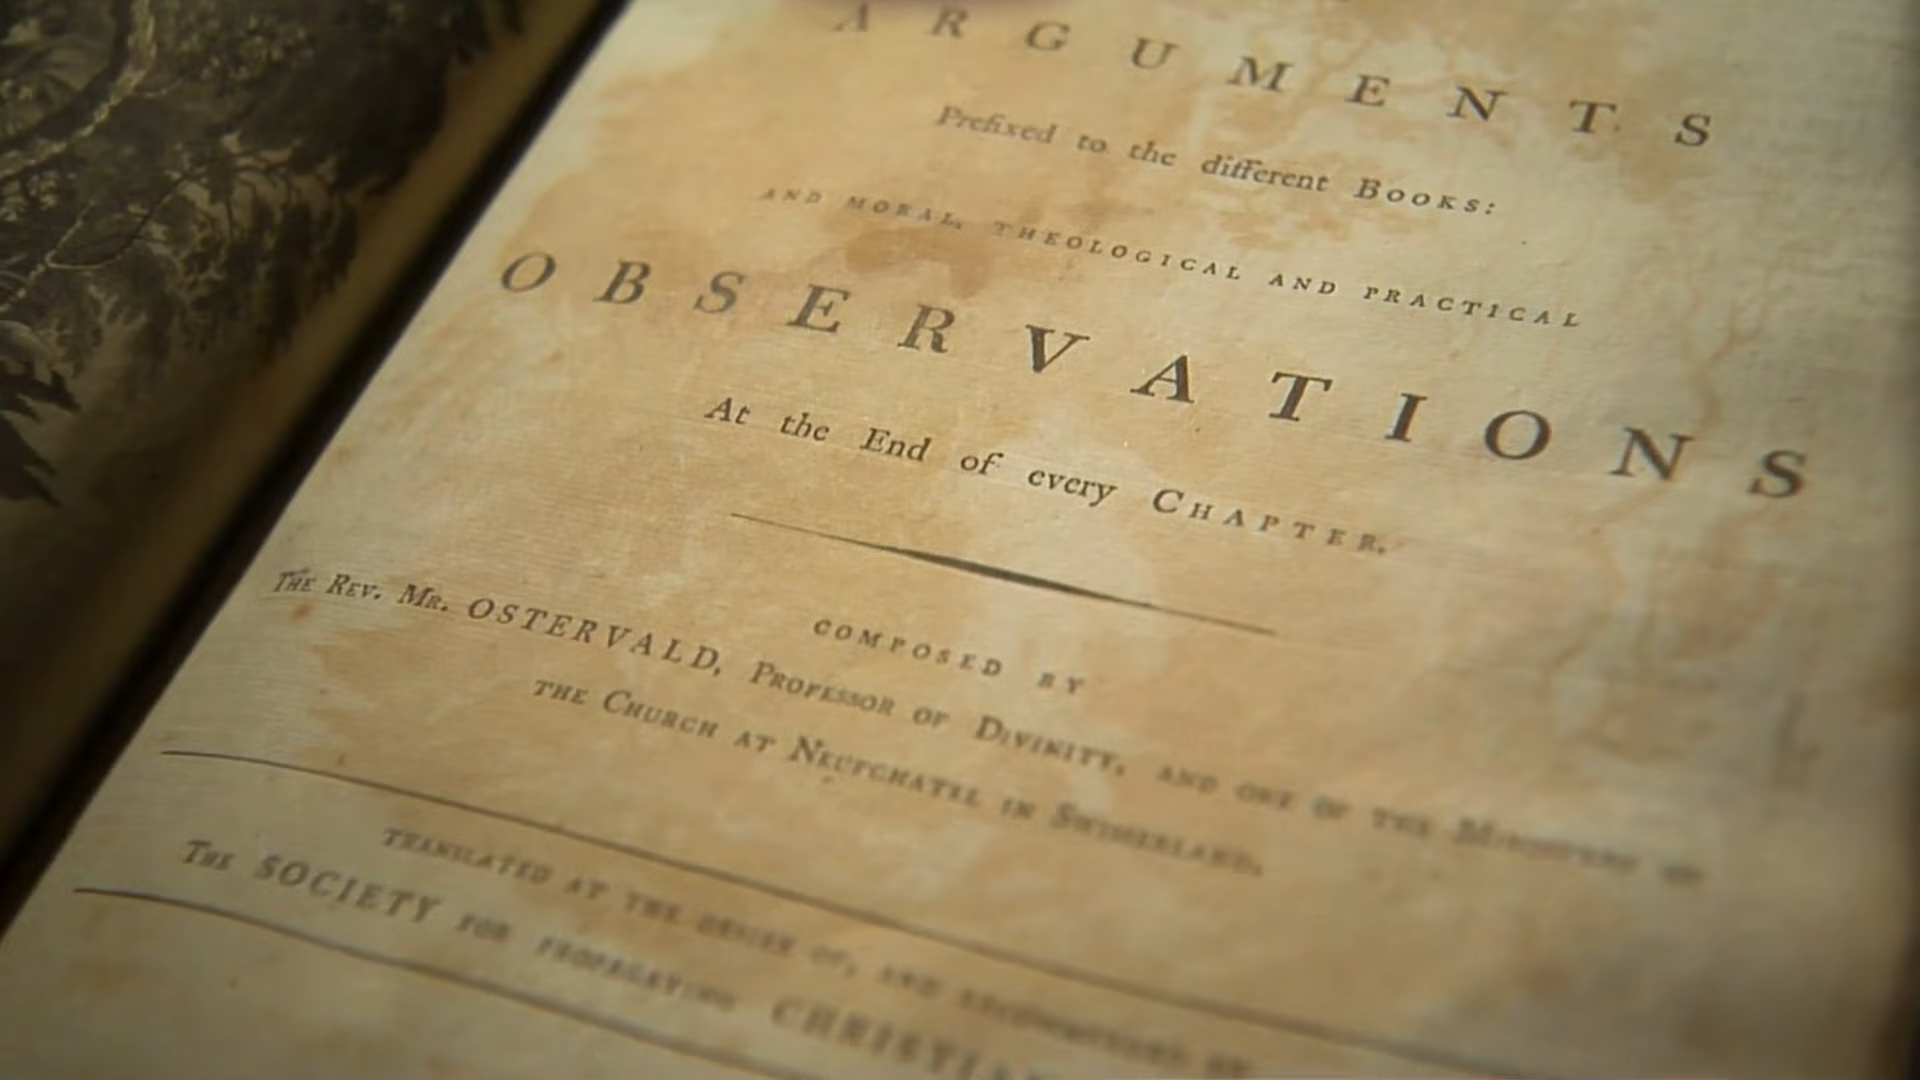 ARGUMENTS
Prefixed to the different BOOKS:
AND MORAL, THEOLOGICAL AND PRACTICAL
OBSERVATIONS
At the End of every CHAPTER.
COMPOSED BY
THE REV. MR. OSTERVALD, PROFESSOR OF DIVINITY, AND ONE OF THE MINISTERS OF
THE CHURCH AT NEUFCHATEL IN SWISSERLAND.
TRANSLATED AT THE DESIRE OF, AND RECOMMENDED BY
THE SOCIETY FOR PROPAGATING CHRISTIAN